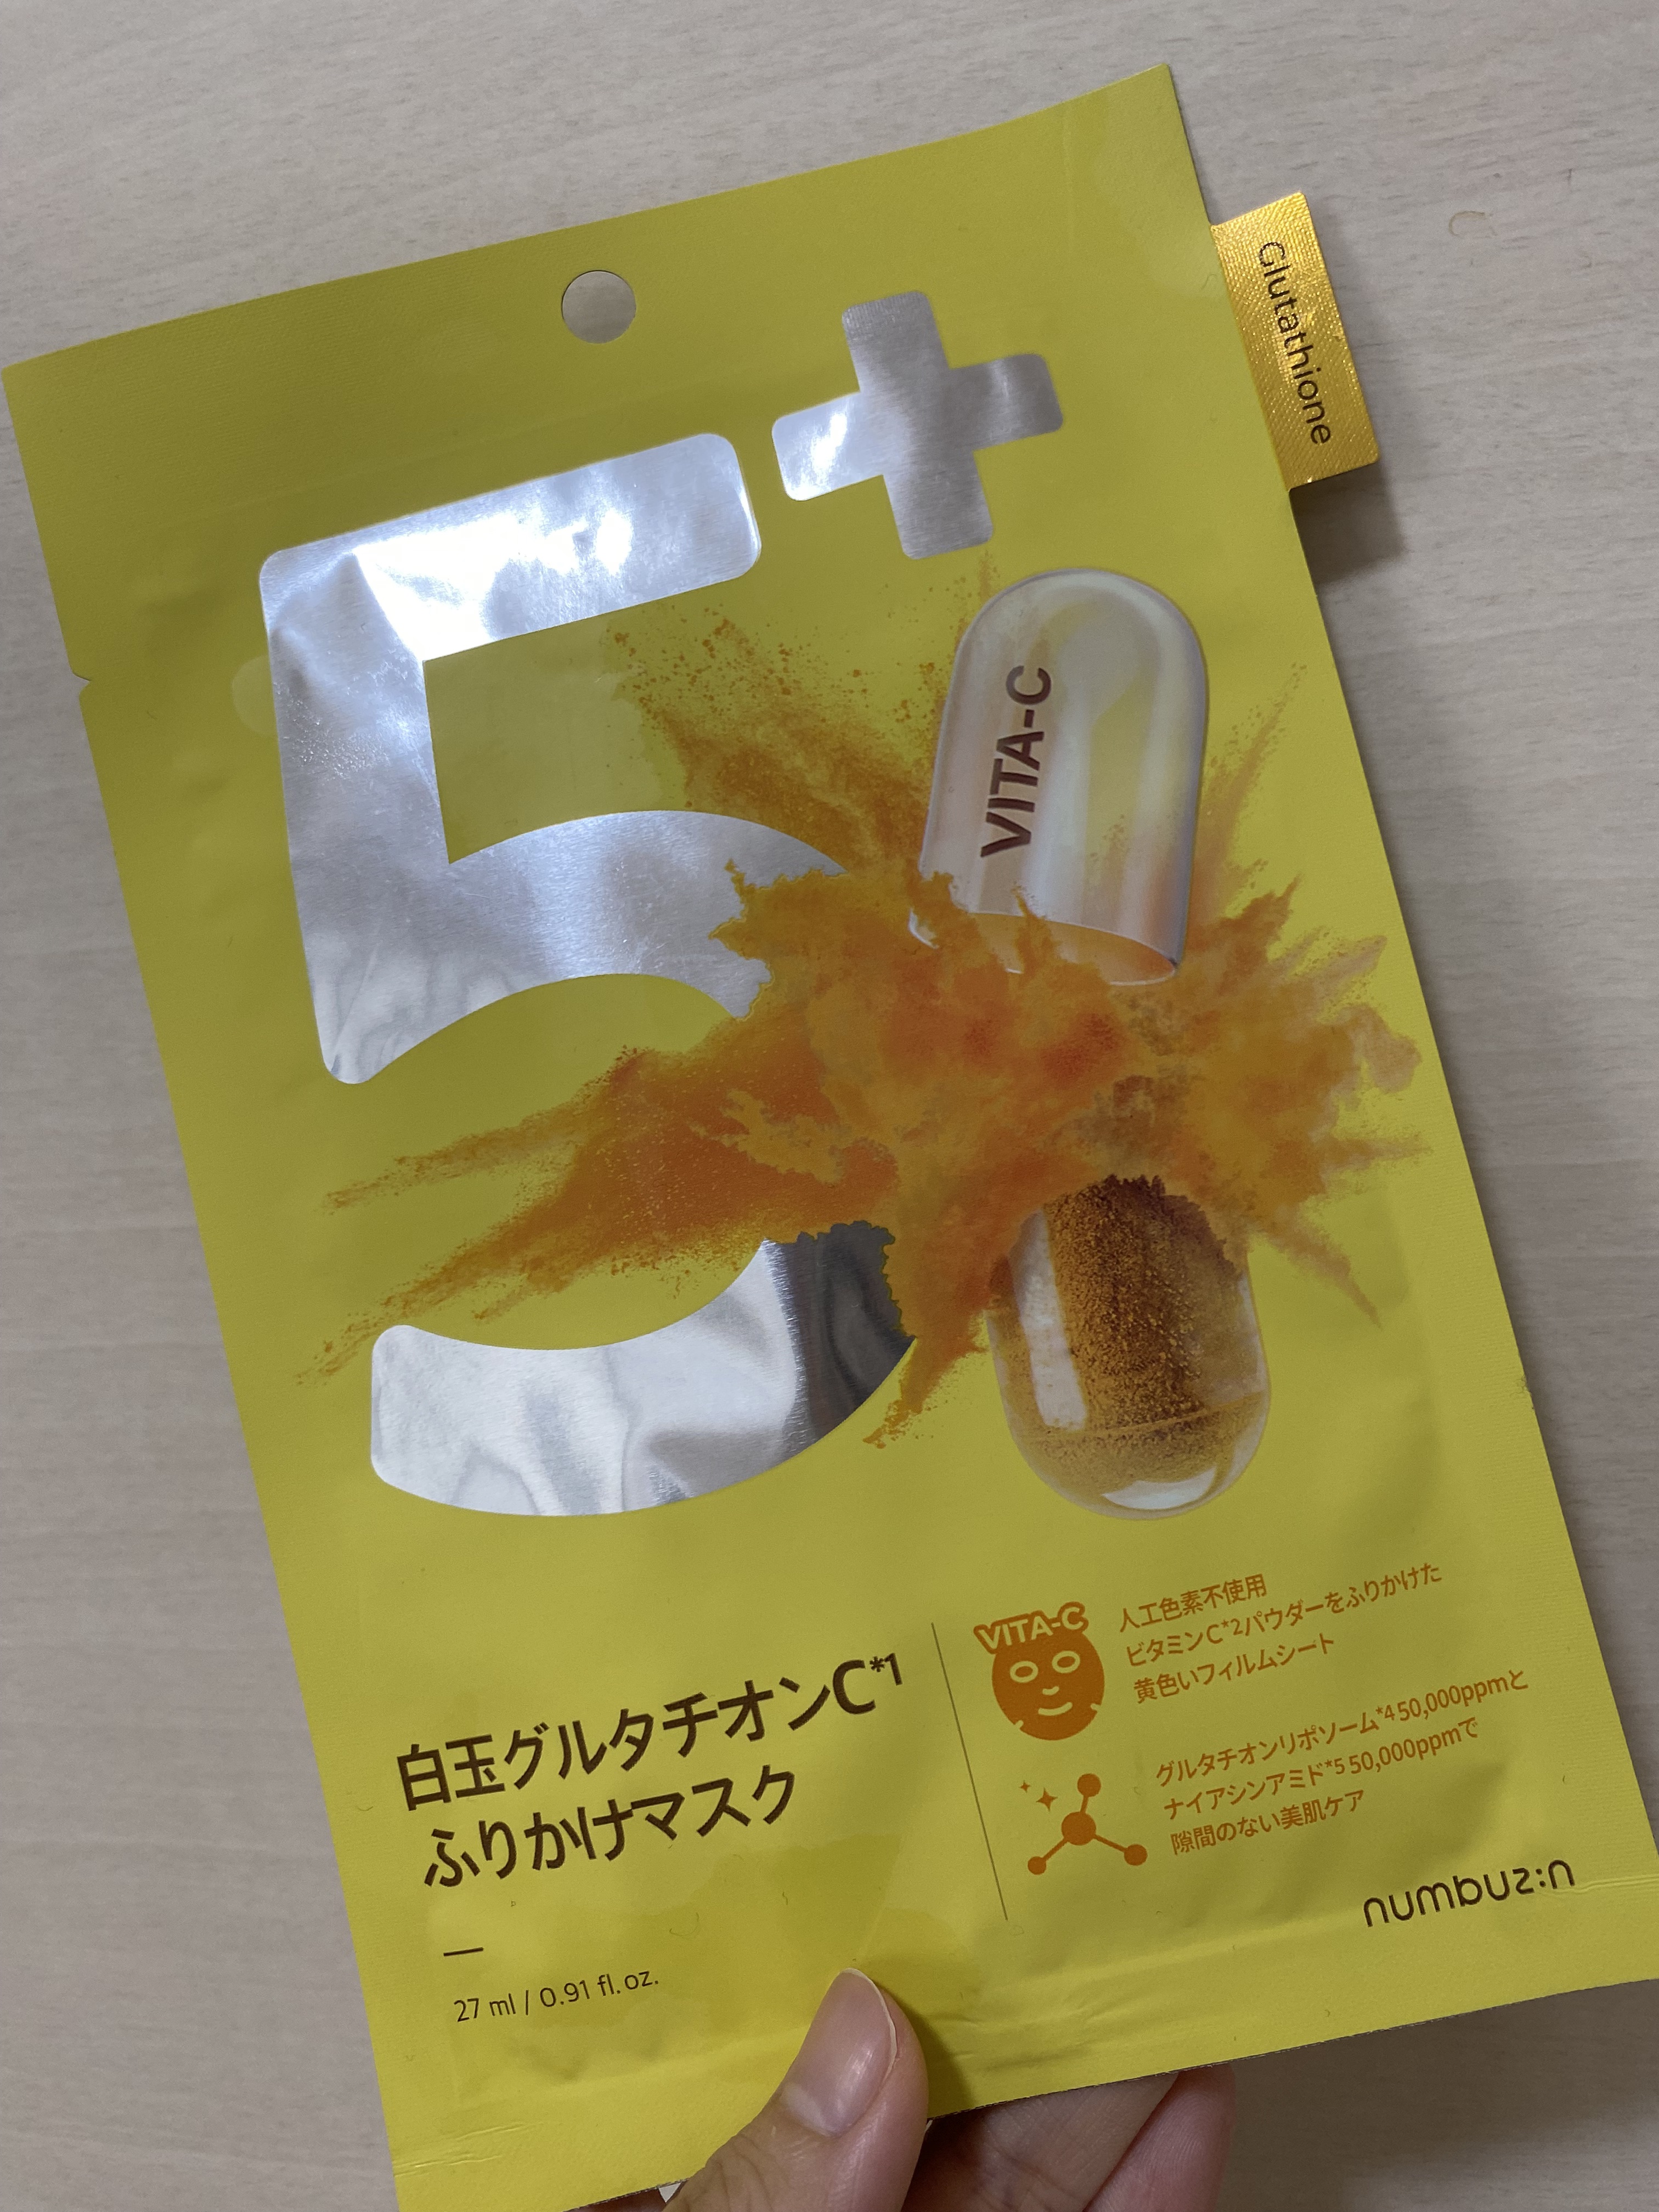 Glutathione
5+
VITA-C
白玉グルタチオンC*1
ふりかけマスク
27 ml / 0.91 fl. oz.
VITA-C
人工色素不使用
ビタミンC*2パウダーをふりかけた
黄色いフィルムシート
グルタチオンリポソーム*4 50,000ppmと
ナイアシンアミド*5 50,000ppmで
隙間のない美肌ケア
numbuz:n